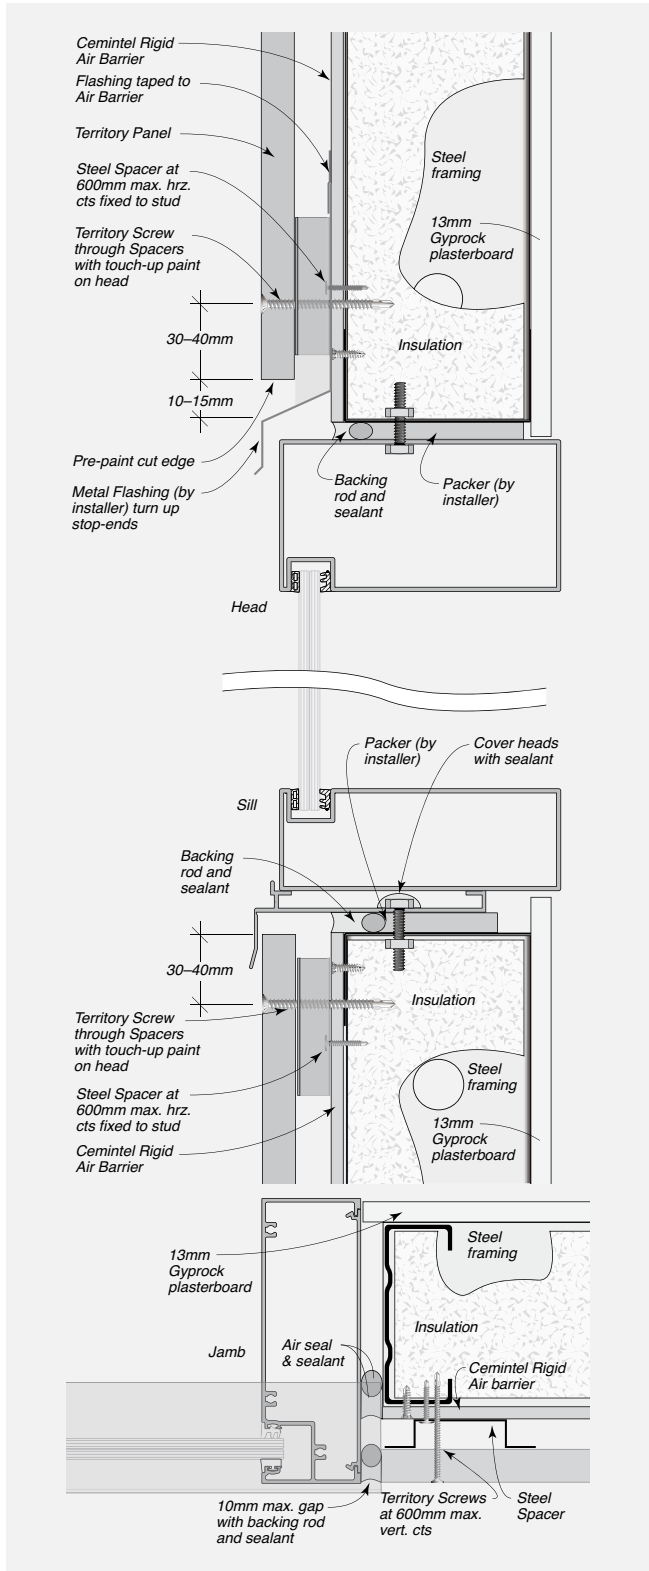 Cemintel Rigid
Air Barrier
Flashing taped to
Air Barrier
Territory Panel
Steel Spacer at
600mm max. hrz.
cts fixed to stud
Territory Screw
through Spacers
with touch-up paint
on head
30–40mm
10–15mm
Pre-paint cut edge
Metal Flashing (by
installer) turn up
stop-ends
Steel
framing
13mm
Gyprock
plasterboard
Insulation
Backing
rod and
sealant
Packer (by
installer)
Head
Packer (by
installer)
Cover heads
with sealant
Sill
Backing
rod and
sealant
30–40mm
Territory Screw
through Spacers
with touch-up paint
on head
Steel Spacer at
600mm max. hrz.
cts fixed to stud
Cemintel Rigid
Air Barrier
Insulation
Steel
framing
13mm
Gyprock
plasterboard
13mm
Gyprock
plasterboard
Steel
framing
Insulation
Jamb
Air seal
& sealant
Cemintel Rigid
Air barrier
10mm max. gap
with backing rod
and sealant
Territory Screws
at 600mm max.
vert. cts
Steel
Spacer